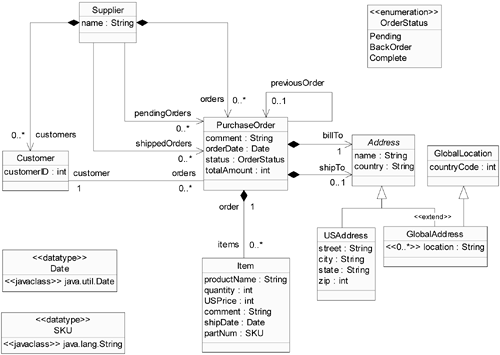 Supplier
name : String
<<enumeration>>
OrderStatus
Pending
BackOrder
Complete
previousOrder
0..1
orders
0..*
pendingOrders
0..*
shippedOrders
0..*
customers
0..*
PurchaseOrder
comment : String
orderDate : Date
status : OrderStatus
totalAmount : int
billTo
1
shipTo
0..1
Address
name : String
country : String
GlobalLocation
countryCode : int
Customer
customerID : int
customer
1
orders
0..*
order
1
items
0..*
<<extend>>
USAddress
street : String
city : String
state : String
zip : int
GlobalAddress
<<0..*>> location : String
<<datatype>>
Date
<<javaclass>> java.util.Date
Item
productName : String
quantity : int
USPrice : int
comment : String
shipDate : Date
partNum : SKU
<<datatype>>
SKU
<<javaclass>> java.lang.String